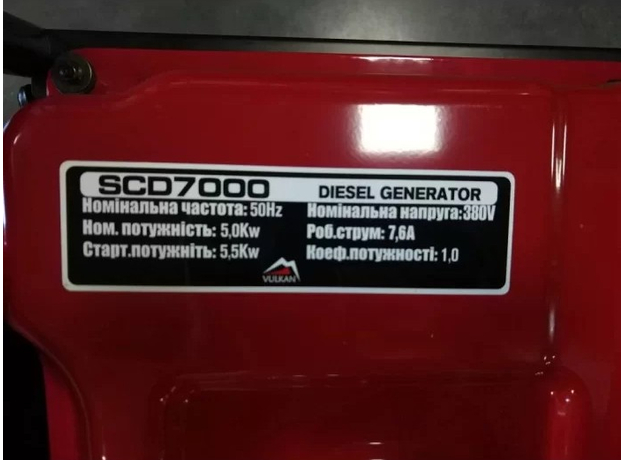 SCD7000 DIESEL GENERATOR
Номінальна частота: 50Hz Номінальна напруга:380V
Ном. потужність: 5,0Kw Роб.струм: 7,6А
Старт.потужніть: 5,5Kw Коеф.потужності: 1,0
VULKAN